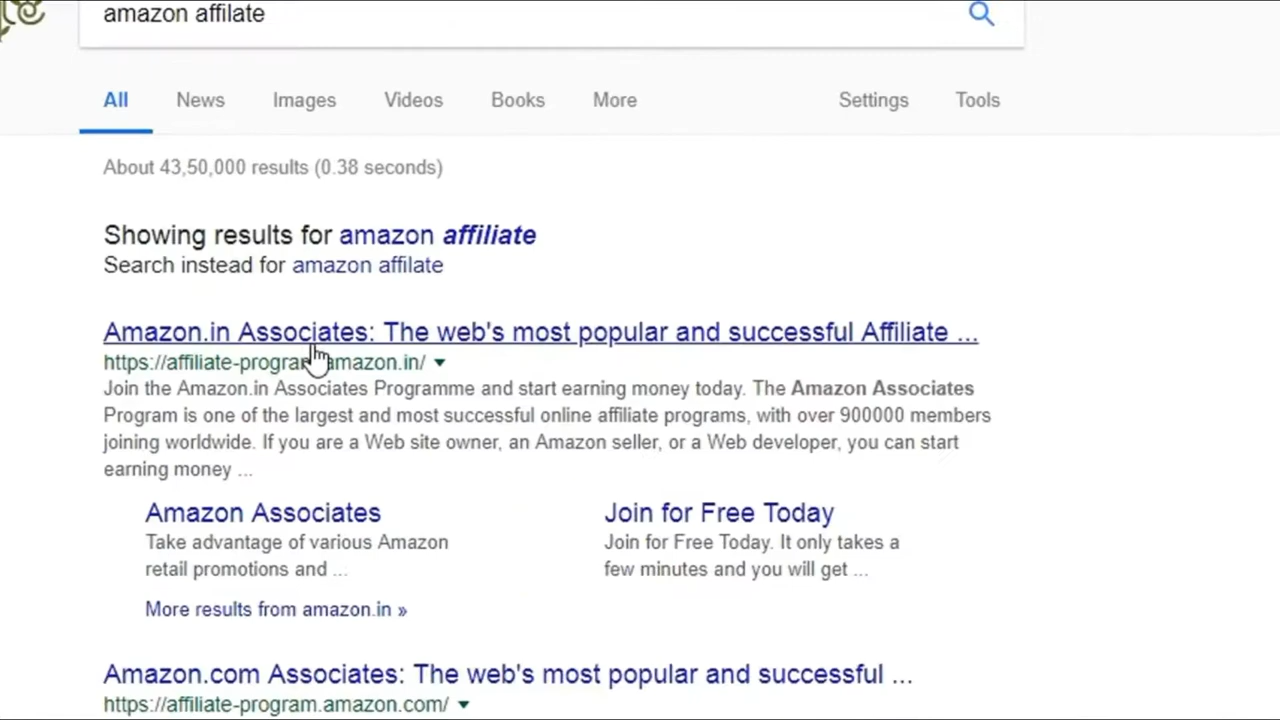 amazon affilate
All News Images Videos Books More Settings Tools
About 43,50,000 results (0.38 seconds)
Showing results for amazon affiliate
Search instead for amazon affilate
Amazon.in Associates: The web's most popular and successful Affiliate ...
https://affiliate-program.amazon.in/
Join the Amazon.in Associates Programme and start earning money today. The Amazon Associates
Program is one of the largest and most successful online affiliate programs, with over 900000 members
joining worldwide. If you are a Web site owner, an Amazon seller, or a Web developer, you can start
earning money ...
Amazon Associates
Take advantage of various Amazon
retail promotions and ...
More results from amazon.in »
Join for Free Today
Join for Free Today. It only takes a
few minutes and you will get ...
Amazon.com Associates: The web's most popular and successful ...
https://affiliate-program.amazon.com/